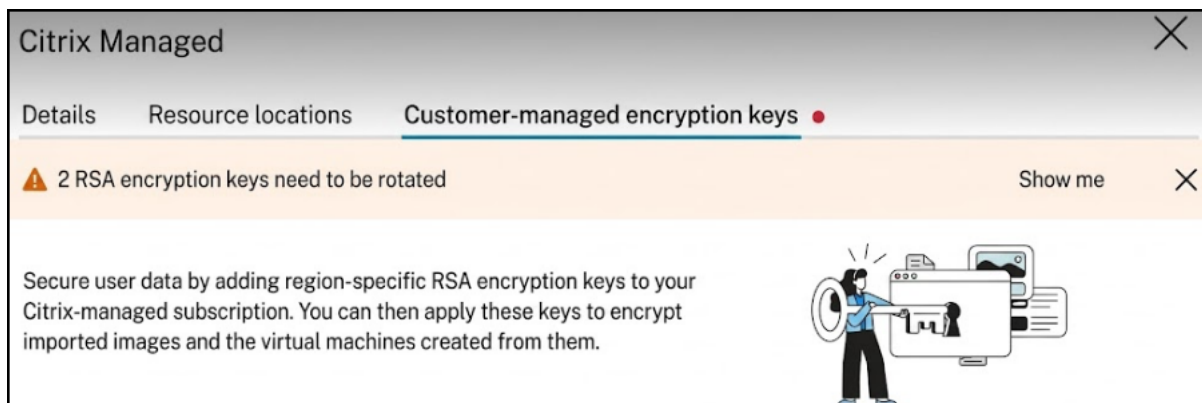 Citrix Managed
Details Resource locations Customer-managed encryption keys
2 RSA encryption keys need to be rotated Show me
Secure user data by adding region-specific RSA encryption keys to your
Citrix-managed subscription. You can then apply these keys to encrypt
imported images and the virtual machines created from them.